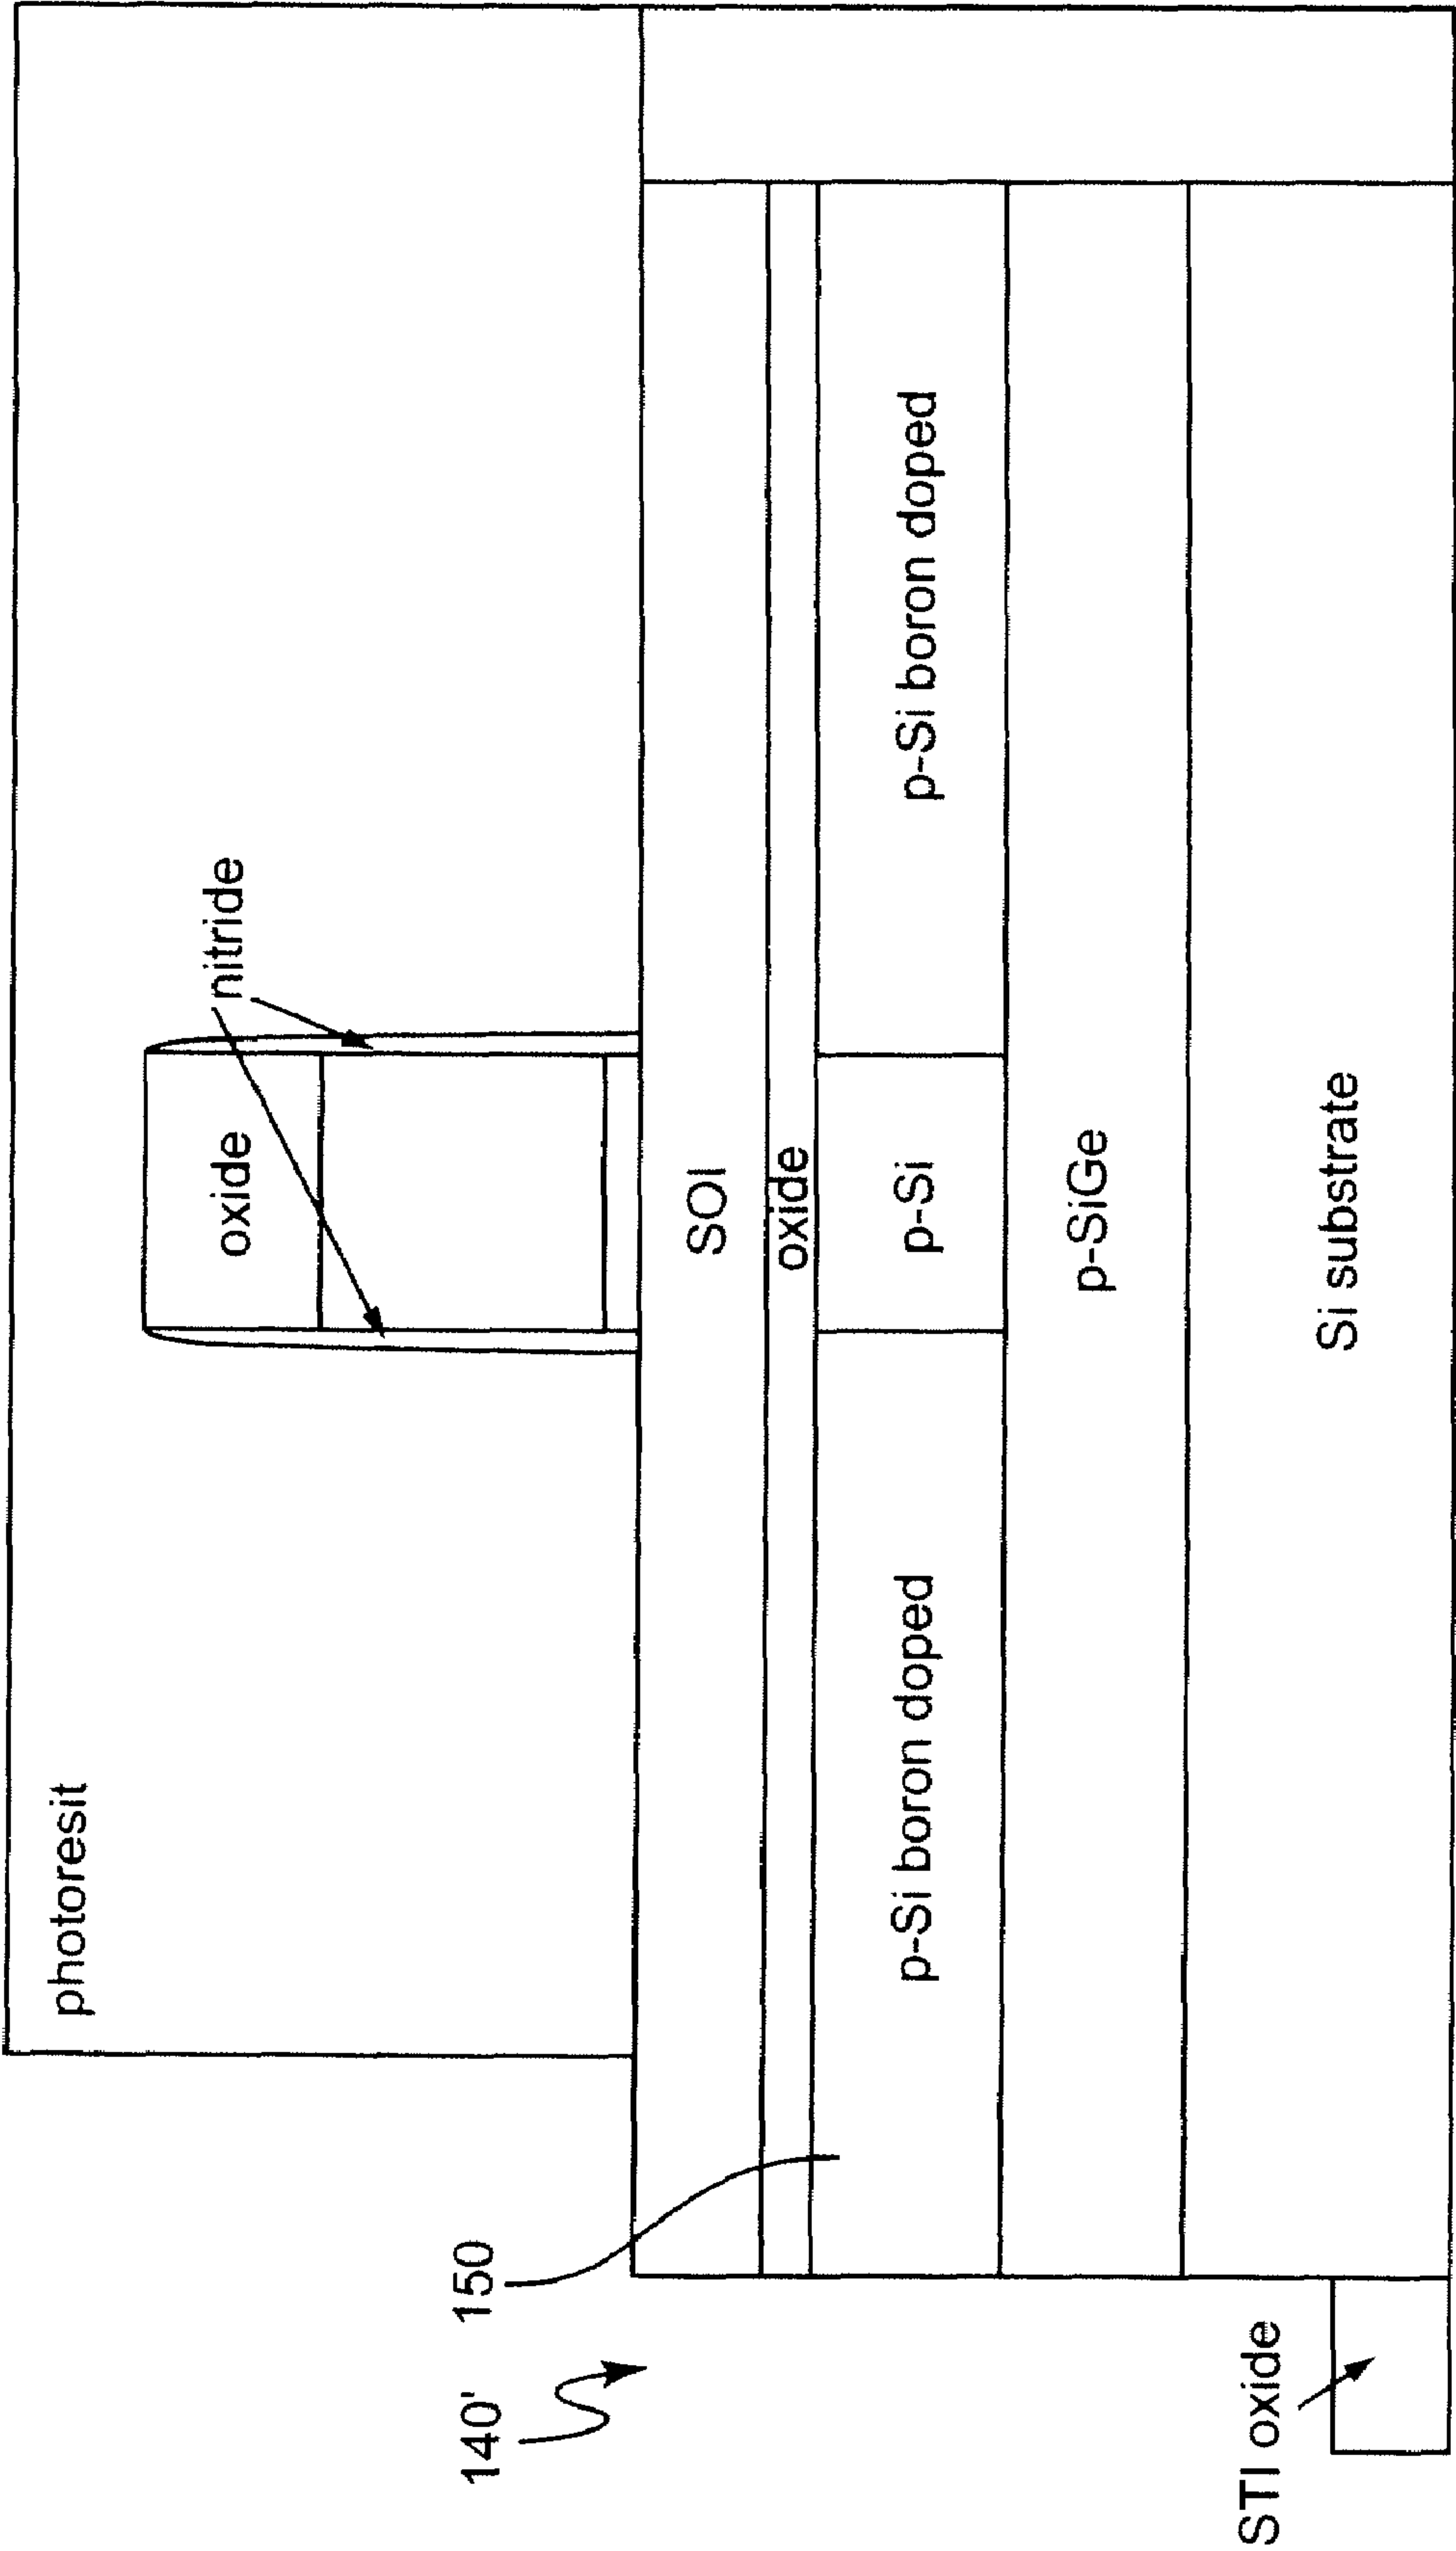 photoresit
nitride
oxide
SOI
oxide
p-Si boron doped
p-Si
p-Si boron doped
p-SiGe
Si substrate
150
140'
STI oxide